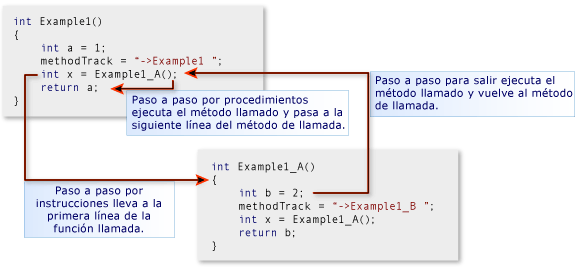 int Example1()
{
int a = 1;
methodTrack = "->Example1 ";
int x = Example1_A();
return a;
}
Paso a paso por procedimientos
ejecuta el método llamado y pasa a la
siguiente línea del método de llamada.
Paso a paso para salir ejecuta el
método llamado y vuelve al método
de llamada.
Paso a paso por
instrucciones lleva a la
primera línea de la
función llamada.
int Example1_A()
{
int b = 2;
methodTrack = "->Example1_B ";
int x = Example1_A();
return b;
}